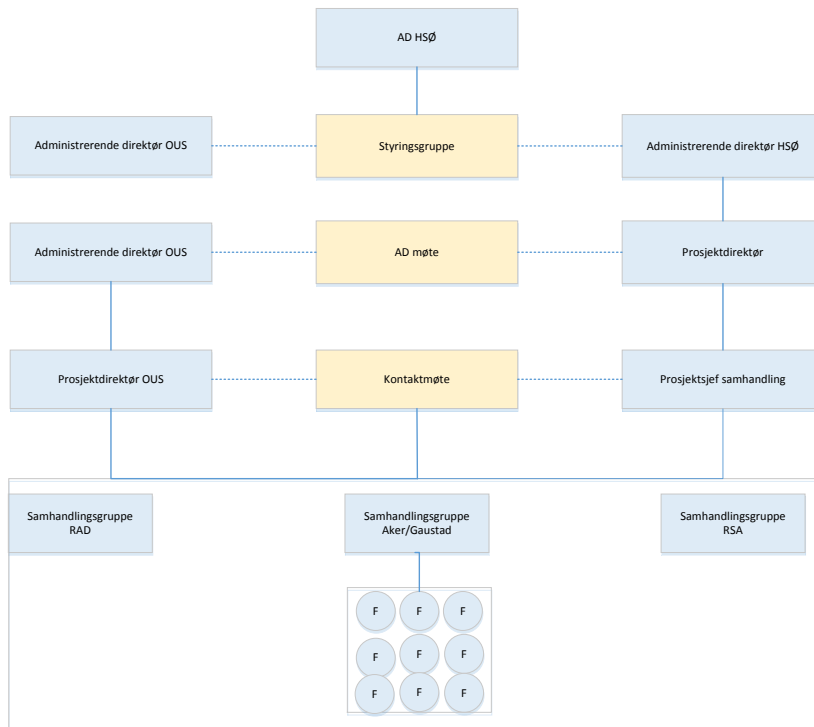 AD HSØ
Administrerende direktør OUS
Styringsgruppe
Administrerende direktør HSØ
Administrerende direktør OUS
AD møte
Prosjektdirektør
Prosjektdirektør OUS
Kontaktmøte
Prosjektsjef samhandling
Samhandlingsgruppe
RAD
Samhandlingsgruppe
Aker/Gaustad
Samhandlingsgruppe
RSA
F F F
F F F
F F F